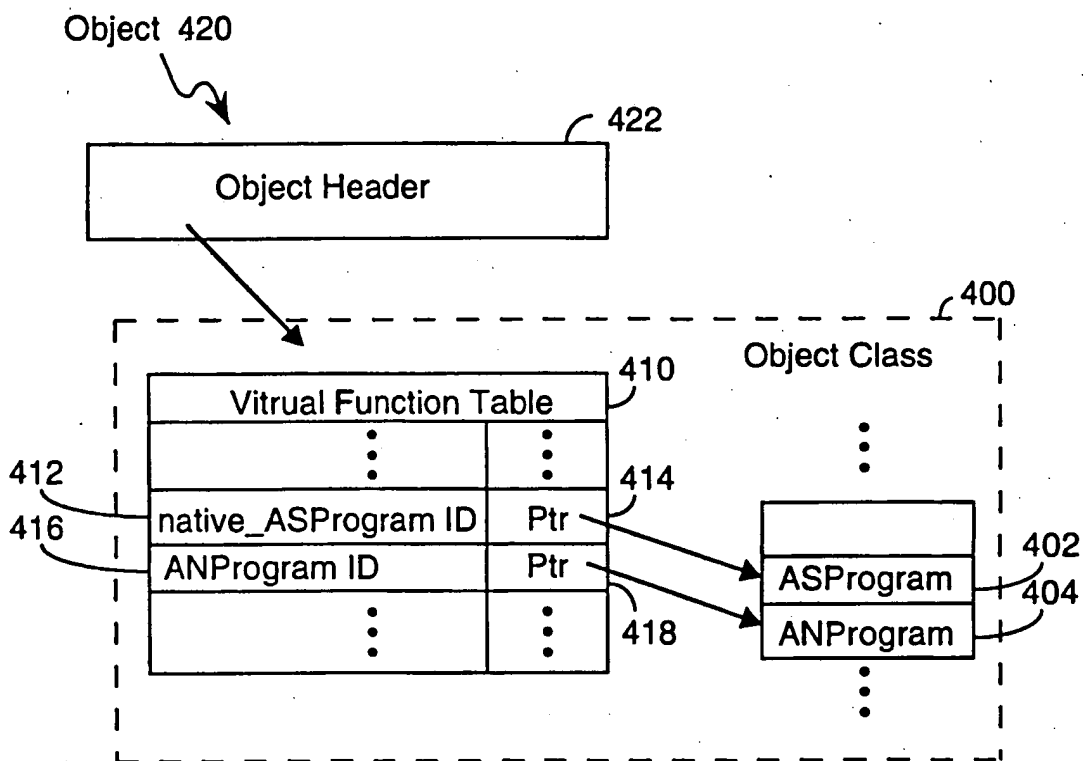 Object 420
422
Object Header
400
Object Class
410
Vitrual Function Table
412
414
native_ASProgram ID
Ptr
416
ANProgram ID
Ptr
418
402
ASProgram
404
ANProgram